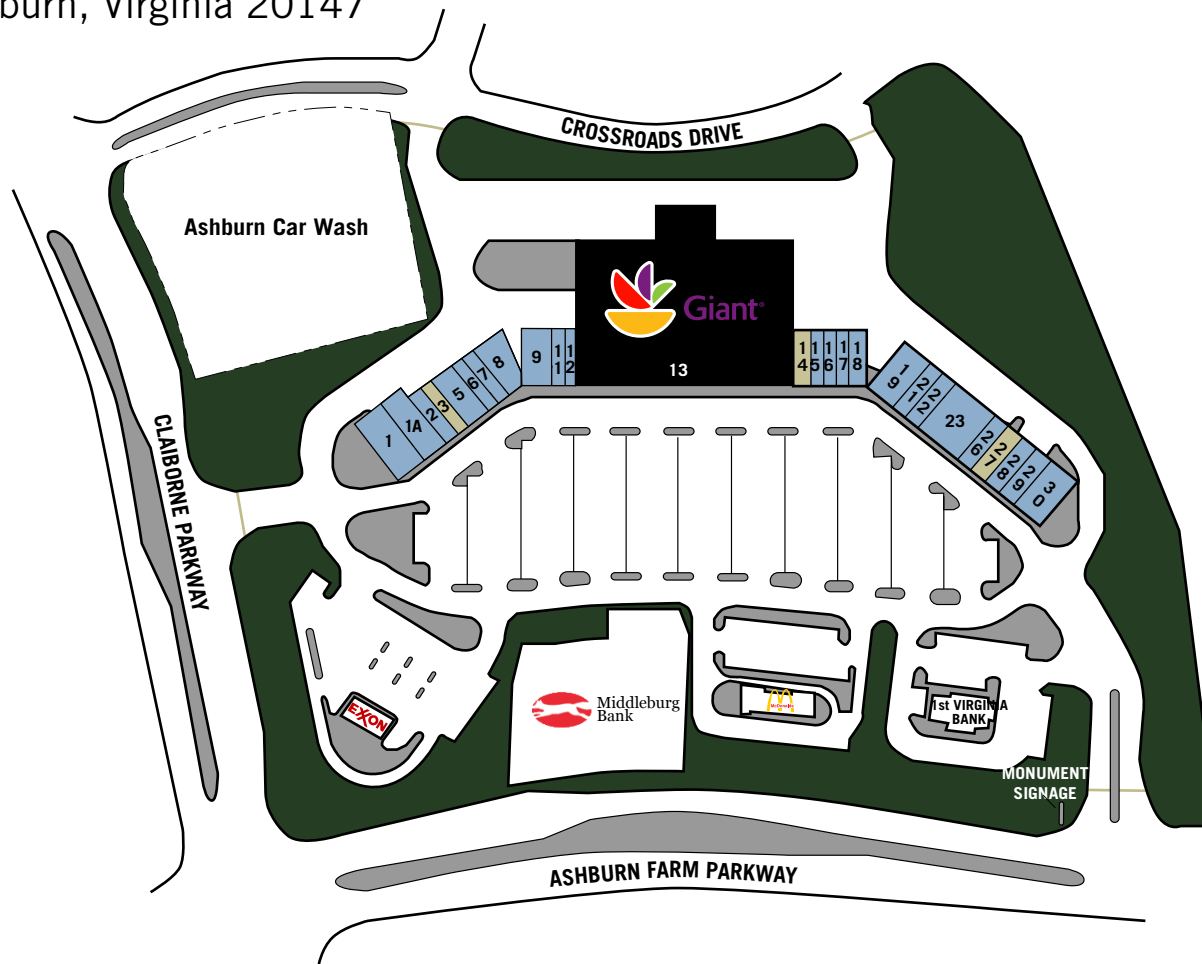 burn, Virginia 20147
CROSSROADS DRIVE
Ashburn Car Wash
Giant
1
1A
2
3
5
6
7
8
9
11
12
13
14
15
16
17
18
19
21
22
23
26
27
28
29
30
CLAIBORNE PARKWAY
EXXON
Middleburg
Bank
McDonald's
1st VIRGINIA
BANK
MONUMENT
SIGNAGE
ASHBURN FARM PARKWAY